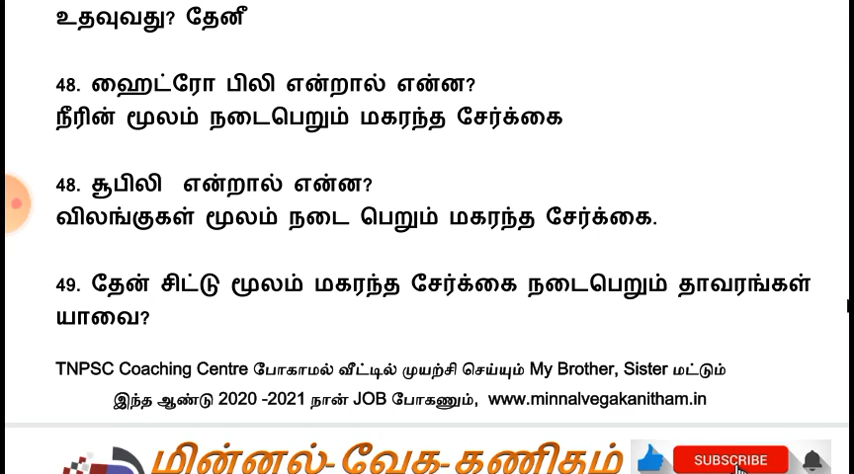 உதவுவது? தேனீ
48. ஹைட்ரோ பிலி என்றால் என்ன?
நீரின் மூலம் நடைபெறும் மகரந்த சேர்க்கை
48. சூபிலி என்றால் என்ன?
விலங்குகள் மூலம் நடை பெறும் மகரந்த சேர்க்கை.
49. தேன் சிட்டு மூலம் மகரந்த சேர்க்கை நடைபெறும் தாவரங்கள்
யாவை?
TNPSC Coaching Centre போகாமல் வீட்டில் முயற்சி செய்யும் My Brother, Sister மட்டும்
இந்த ஆண்டு 2020 -2021 நான் JOB போகணும், www.minnalvegakanitham.in
மின்னல்-வேக-கணிதம் SUBSCRIBE